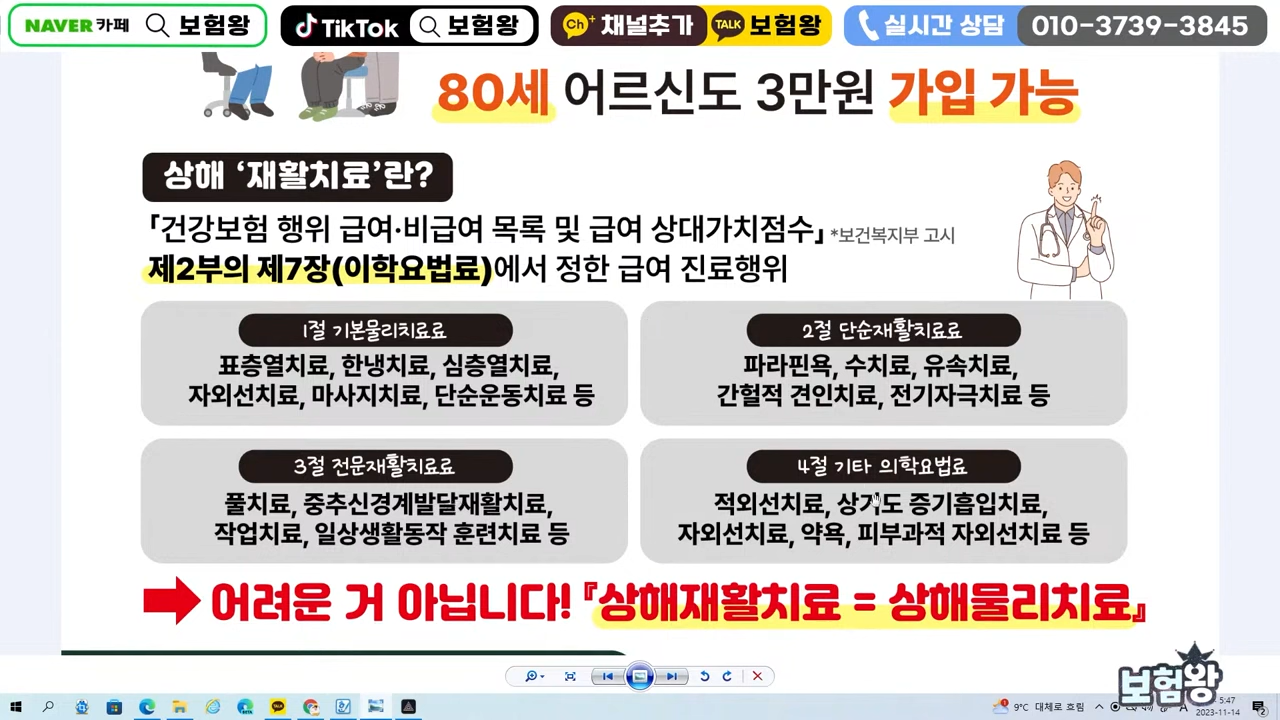 NAVER 카페 보험왕 TikTok 보험왕 Ch+ 채널추가 TALK 보험왕 실시간 상담 010-3739-3845
80세 어르신도 3만원 가입 가능
상해 '재활치료'란?
「건강보험 행위 급여·비급여 목록 및 급여 상대가치점수」 *보건복지부 고시
제2부의 제7장(이학요법료)에서 정한 급여 진료행위
1절 기본물리치료료
표층열치료, 한냉치료, 심층열치료,
자외선치료, 마사지치료, 단순운동치료 등
2절 단순재활치료료
파라핀욕, 수치료, 유속치료,
간헐적 견인치료, 전기자극치료 등
3절 전문재활치료료
풀치료, 중추신경계발달재활치료,
작업치료, 일상생활동작 훈련치료 등
4절 기타 의학요법료
적외선치료, 상기도 증기흡입치료,
자외선치료, 약욕, 피부과적 자외선치료 등
어려운 거 아닙니다! 『상해재활치료 = 상해물리치료』
보험왕
9℃ 대체로 흐림 A 5:47
2023-11-14